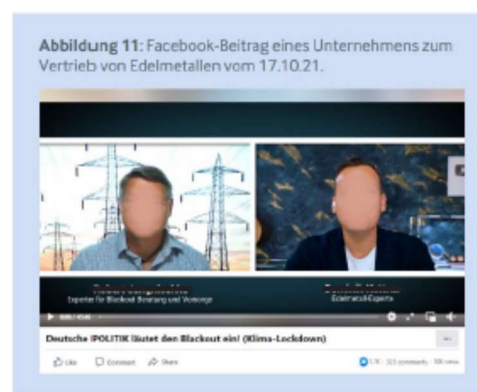 Abbildung 11: Facebook-Beitrag eines Unternehmens zum
Vertrieb von Edelmetallen vom 17.10.21.
Experte für Blackout Beratung und Vorsorge
Edelmetall-Experte
Deutsche !POLITIK läutet den Blackout ein! (Klima-Lockdown)
Like Comment Share
comments